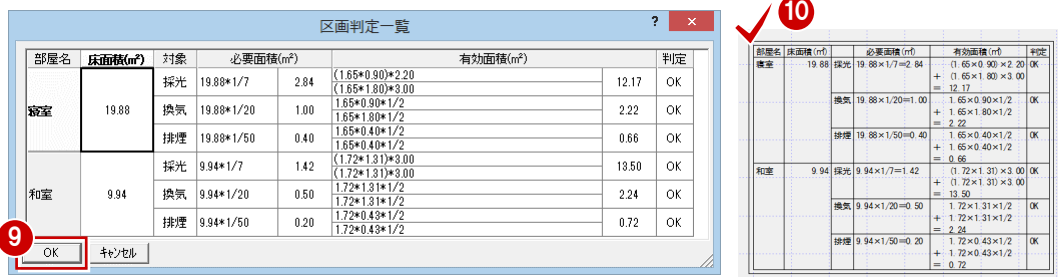 区画判定一覧 ? ×
部屋名 床面積(㎡) 対象 必要面積(㎡) 有効面積(㎡) 判定
寝室 19.88 採光 19.88*1/7 2.84 (1.65*0.90)*2.20 12.17 OK
(1.65*1.80)*3.00
換気 19.88*1/20 1.00 1.65*0.90*1/2 2.22 OK
1.65*1.80*1/2
排煙 19.88*1/50 0.40 1.65*0.40*1/2 0.66 OK
1.65*0.40*1/2
和室 9.94 採光 9.94*1/7 1.42 (1.72*1.31)*3.00 13.50 OK
(1.72*1.31)*3.00
換気 9.94*1/20 0.50 1.72*1.31*1/2 2.24 OK
1.72*1.31*1/2
排煙 9.94*1/50 0.20 1.72*0.43*1/2 0.72 OK
1.72*0.43*1/2
9
OK キャンセル
10
部屋名 床面積(㎡) 必要面積(㎡) 有効面積(㎡) 判定
寝室 19.88 採光 19.88×1/7=2.84 (1.65×0.90)×2.20 OK
+ (1.65×1.80)×3.00
= 12.17
換気 19.88×1/20=1.00 1.65×0.90×1/2 OK
+ 1.65×1.80×1/2
= 2.22
排煙 19.88×1/50=0.40 1.65×0.40×1/2 OK
+ 1.65×0.40×1/2
= 0.66
和室 9.94 採光 9.94×1/7=1.42 (1.72×1.31)×3.00 OK
+ (1.72×1.31)×3.00
= 13.50
換気 9.94×1/20=0.50 1.72×1.31×1/2 OK
+ 1.72×1.31×1/2
= 2.24
排煙 9.94×1/50=0.20 1.72×0.43×1/2 OK
+ 1.72×0.43×1/2
= 0.72